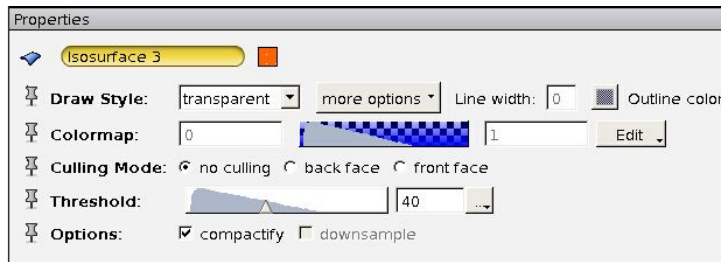 Properties
Isosurface 3
Draw Style: transparent more options Line width: 0 Outline color
Colormap: 0 1 Edit
Culling Mode: no culling back face front face
Threshold: 40 ...
Options: compactify downsample